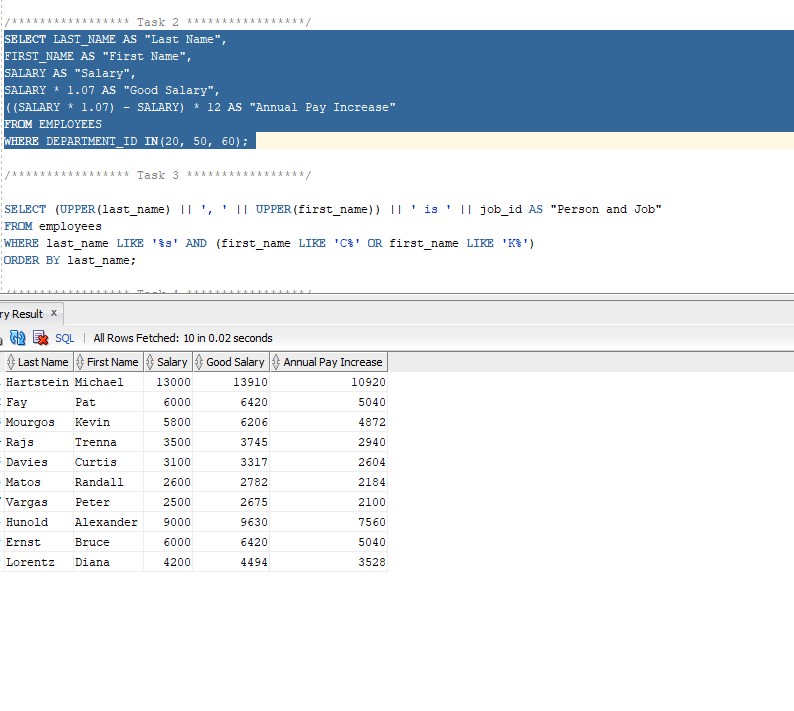 /***************** Task 2 *****************/
SELECT LAST_NAME AS "Last Name",
FIRST_NAME AS "First Name",
SALARY AS "Salary",
SALARY * 1.07 AS "Good Salary",
((SALARY * 1.07) - SALARY) * 12 AS "Annual Pay Increase"
FROM EMPLOYEES
WHERE DEPARTMENT_ID IN(20, 50, 60);
/***************** Task 3 *****************/
SELECT (UPPER(last_name) || ', ' || UPPER(first_name)) || ' is ' || job_id AS "Person and Job"
FROM employees
WHERE last_name LIKE '%s' AND (first_name LIKE 'C%' OR first_name LIKE 'K%')
ORDER BY last_name;
/***************** Task 4 *****************/
ry Result x
SQL | All Rows Fetched: 10 in 0.02 seconds
Last Name First Name Salary Good Salary Annual Pay Increase
Hartstein Michael 13000 13910 10920
Fay Pat 6000 6420 5040
Mourgos Kevin 5800 6206 4872
Rajs Trenna 3500 3745 2940
Davies Curtis 3100 3317 2604
Matos Randall 2600 2782 2184
Vargas Peter 2500 2675 2100
Hunold Alexander 9000 9630 7560
Ernst Bruce 6000 6420 5040
Lorentz Diana 4200 4494 3528